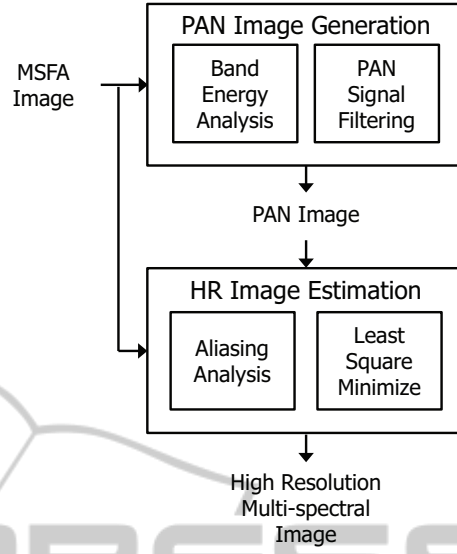 PAN Image Generation
MSFA
Image
Band
Energy
Analysis
PAN
Signal
Filtering
PAN Image
HR Image Estimation
Aliasing
Analysis
Least
Square
Minimize
High Resolution
Multi-spectral
Image